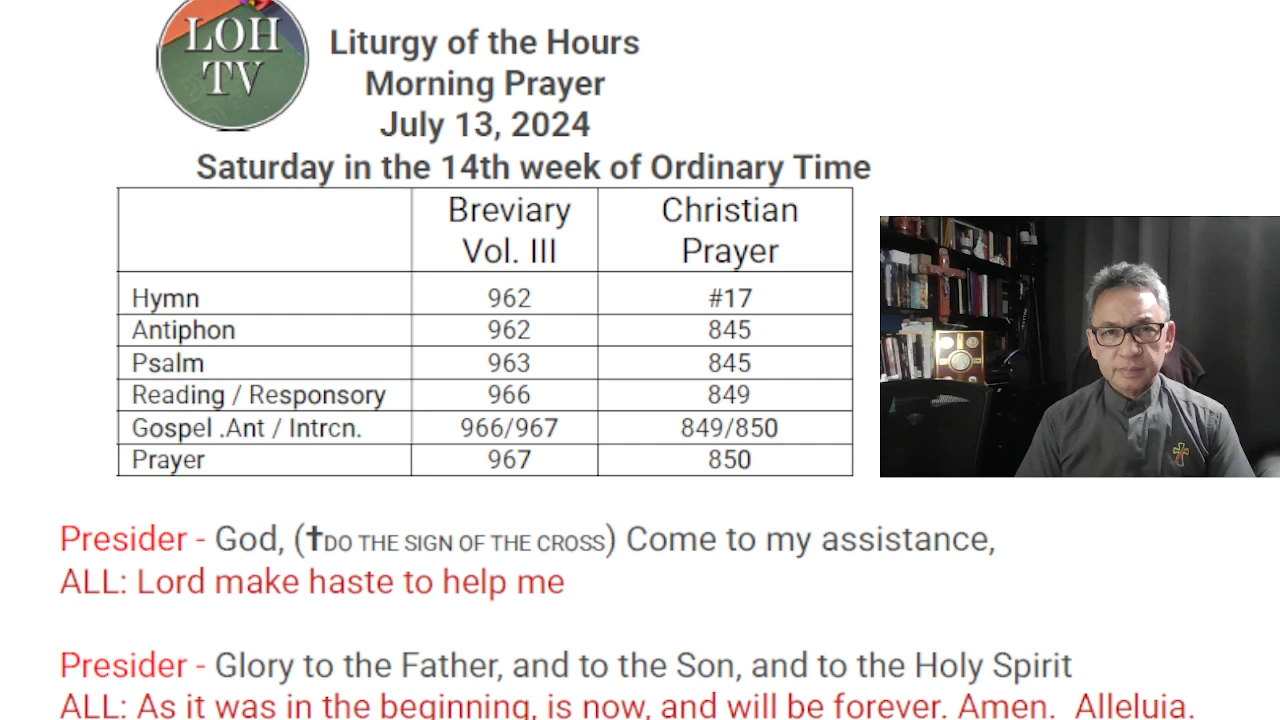 LOH
TV
Liturgy of the Hours
Morning Prayer
July 13, 2024
Saturday in the 14th week of Ordinary Time
Breviary Vol. III Christian Prayer
Hymn 962 #17
Antiphon 962 845
Psalm 963 845
Reading / Responsory 966 849
Gospel .Ant / Intrcn. 966/967 849/850
Prayer 967 850
Presider - God, (✝DO THE SIGN OF THE CROSS) Come to my assistance,
ALL: Lord make haste to help me
Presider - Glory to the Father, and to the Son, and to the Holy Spirit
ALL: As it was in the beginning, is now, and will be forever. Amen. Alleluia.